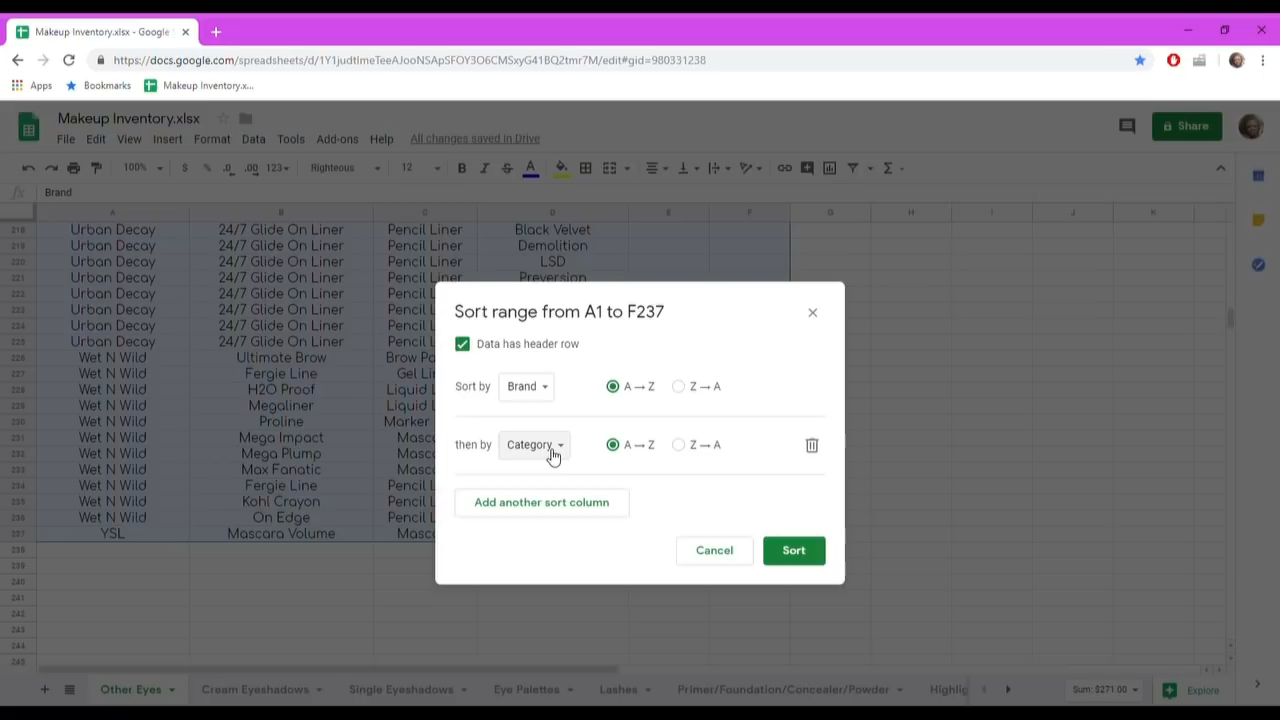 Makeup Inventory.xlsx - Google
https://docs.google.com/spreadsheets/d/1Y1judtImeTeeAJooNSApSFOY3O6CMSxyG41BQ2tmr7M/edit#gid=980331238
Apps Bookmarks Makeup Inventory.x...
Makeup Inventory.xlsx
File Edit View Insert Format Data Tools Add-ons Help All changes saved in Drive
Share
100% $ % .0 .00 123 Righteous 12 B I S A Σ
fx Brand
A B C D E F G H I J K
218 Urban Decay 24/7 Glide On Liner Pencil Liner Black Velvet
219 Urban Decay 24/7 Glide On Liner Pencil Liner Demolition
220 Urban Decay 24/7 Glide On Liner Pencil Liner LSD
221 Urban Decay 24/7 Glide On Liner Pencil Liner Perversion
222 Urban Decay 24/7 Glide On Liner Pencil L
223 Urban Decay 24/7 Glide On Liner Pencil L
224 Urban Decay 24/7 Glide On Liner Pencil L
225 Urban Decay 24/7 Glide On Liner Pencil L
226 Wet N Wild Ultimate Brow Brow Po
227 Wet N Wild Fergie Line Gel Lin
228 Wet N Wild H2O Proof Liquid L
229 Wet N Wild Megaliner Liquid L
230 Wet N Wild Proline Marker
231 Wet N Wild Mega Impact Masc
232 Wet N Wild Mega Plump Masc
233 Wet N Wild Max Fanatic Masc
234 Wet N Wild Fergie Line Pencil L
235 Wet N Wild Kohl Crayon Pencil L
236 Wet N Wild On Edge Pencil L
237 YSL Mascara Volume Masc
238
239
240
241
242
243
244
245
Sort range from A1 to F237
Data has header row
Sort by Brand A → Z Z → A
then by Category A → Z Z → A
Add another sort column
Cancel Sort
Other Eyes Cream Eyeshadows Single Eyeshadows Eye Palettes Lashes Primer/Foundation/Concealer/Powder Highlig Sum: $271.00 Explore